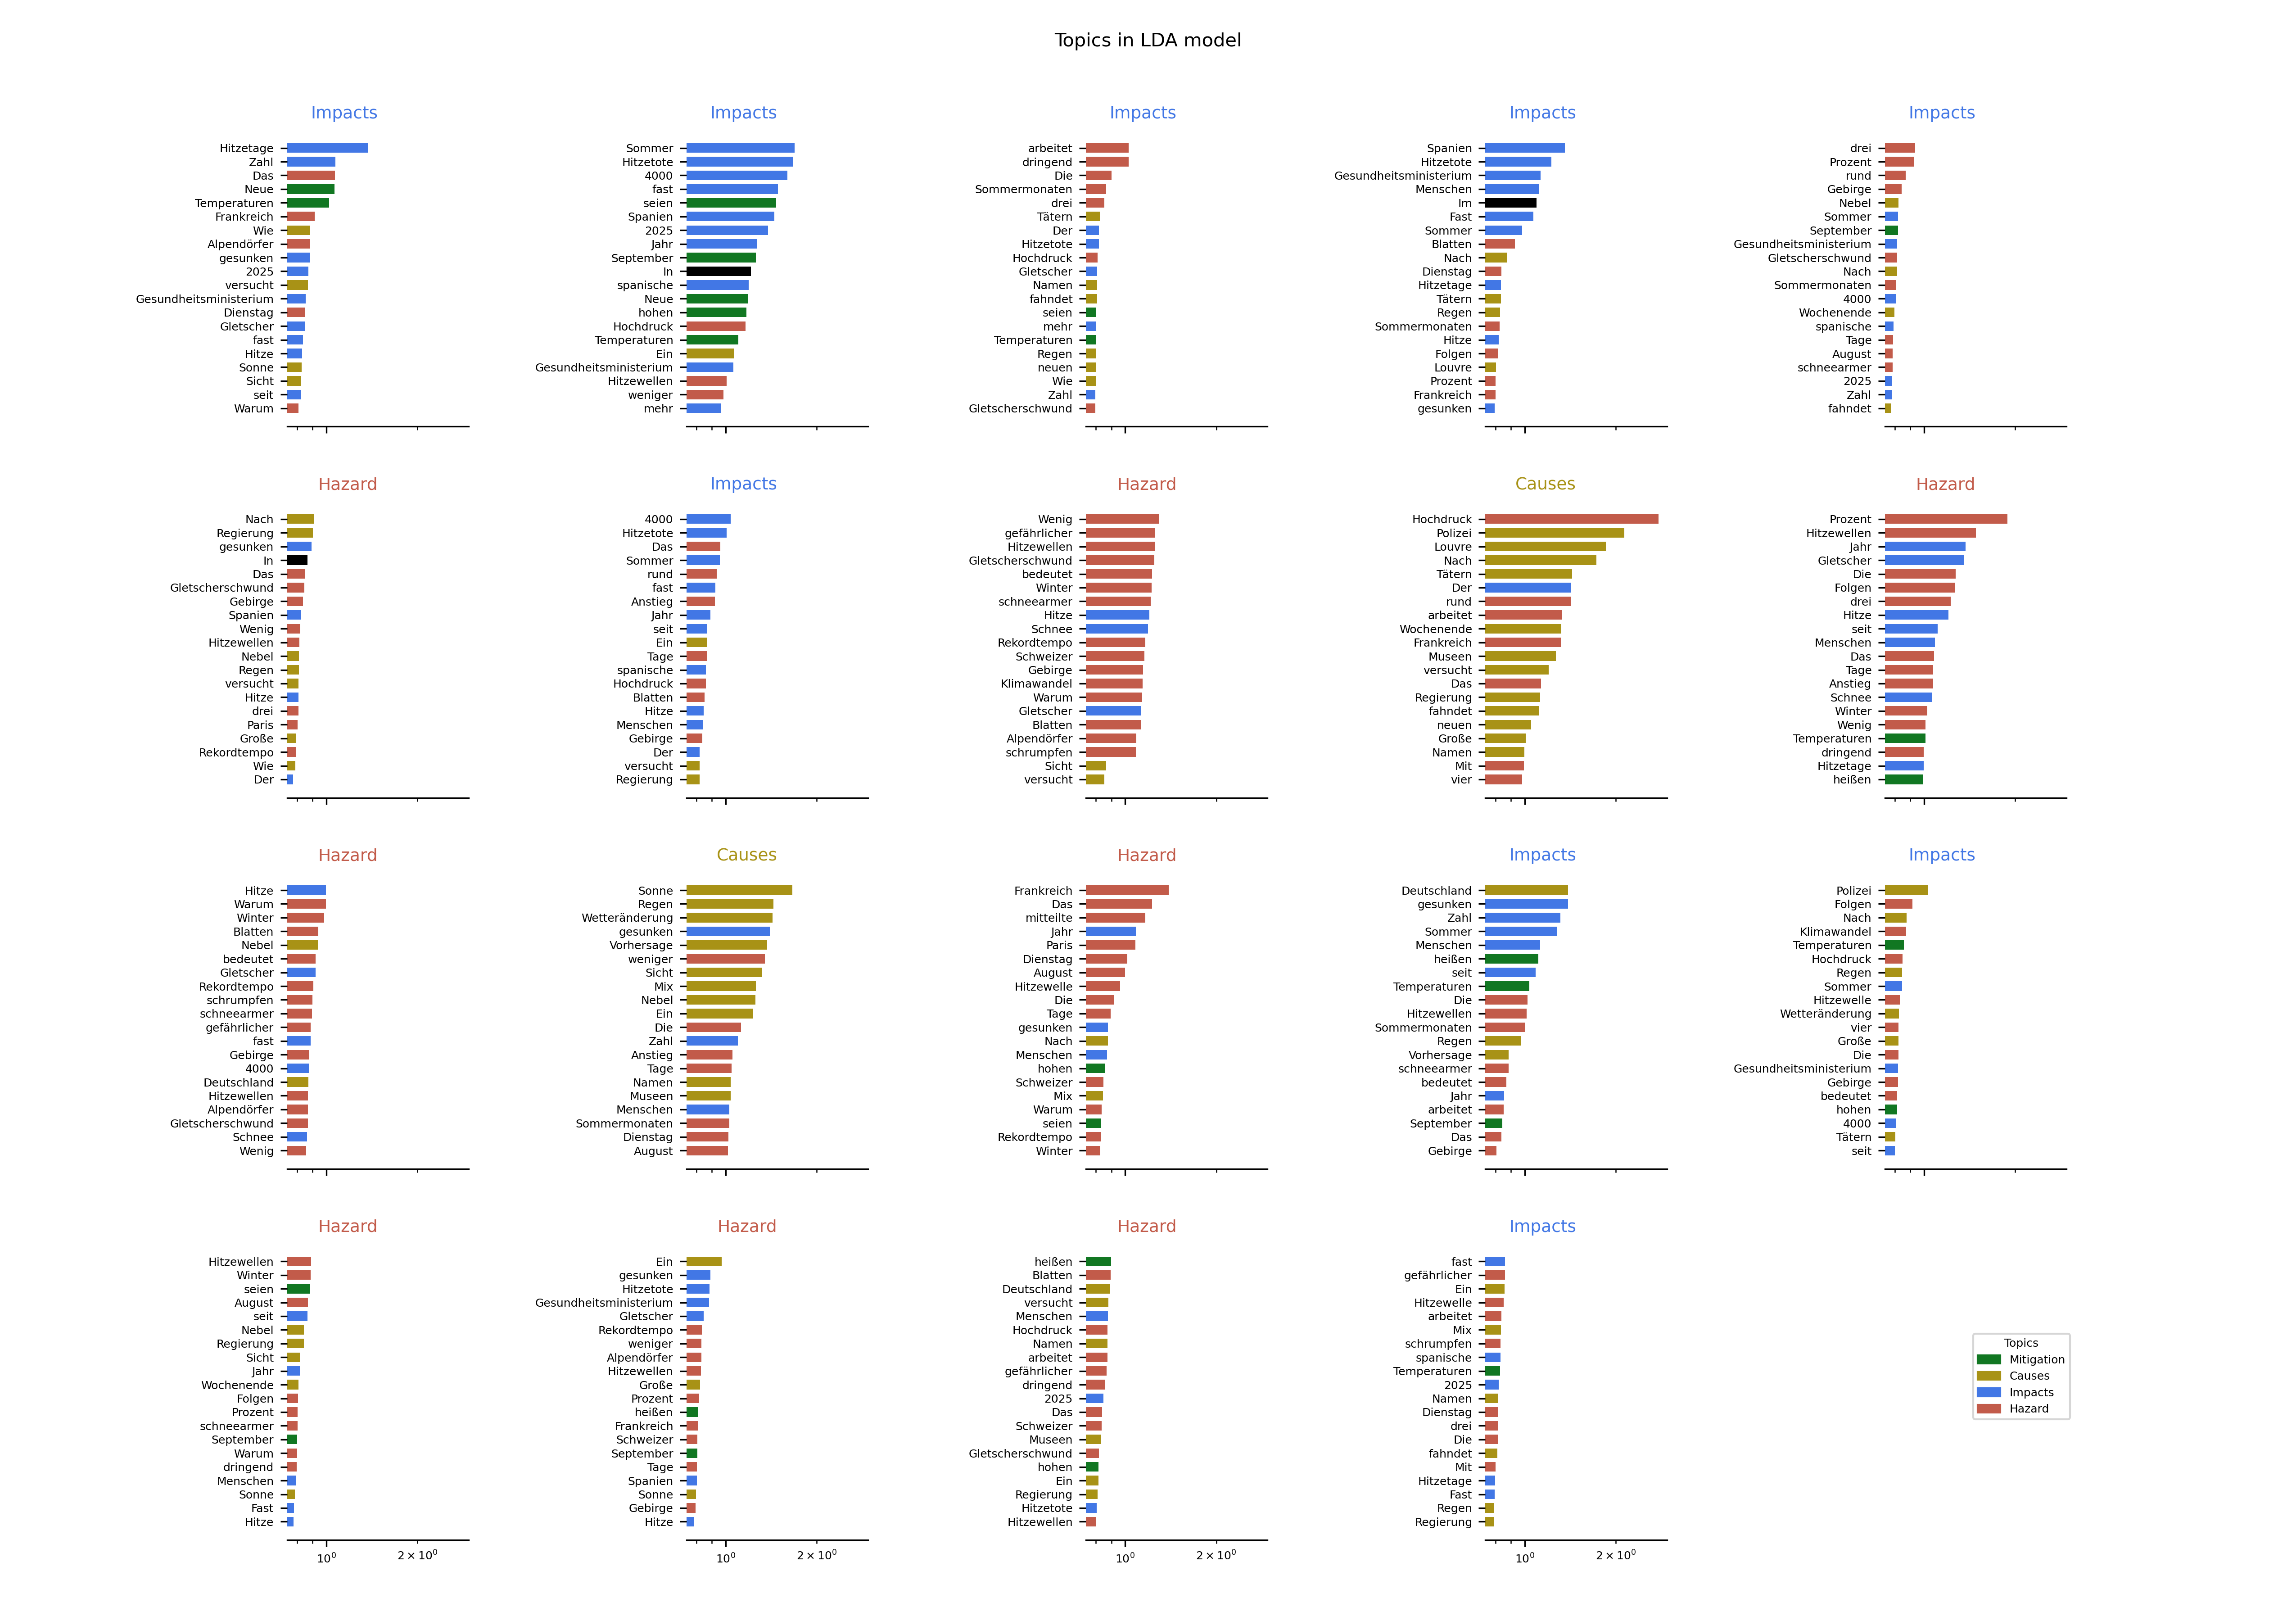 Topics in LDA model
Impacts
Hitzetage
Zahl
Das
Neue
Temperaturen
Frankreich
Wie
Alpendörfer
gesunken
2025
versucht
Gesundheitsministerium
Dienstag
Gletscher
fast
Hitze
Sonne
Sicht
seit
Warum
Impacts
Sommer
Hitzetote
4000
fast
seien
Spanien
2025
Jahr
September
In
spanische
Neue
hohen
Hochdruck
Temperaturen
Ein
Gesundheitsministerium
Hitzewellen
weniger
mehr
Impacts
arbeitet
dringend
Die
Sommermonaten
drei
Tätern
Der
Hitzetote
Hochdruck
Gletscher
Namen
fahndet
seien
mehr
Temperaturen
Regen
neuen
Wie
Zahl
Gletscherschwund
Impacts
Spanien
Hitzetote
Gesundheitsministerium
Menschen
Im
Fast
Sommer
Blatten
Nach
Dienstag
Hitzetage
Tätern
Regen
Sommermonaten
Hitze
Folgen
Louvre
Prozent
Frankreich
gesunken
Impacts
drei
Prozent
rund
Gebirge
Nebel
Sommer
September
Gesundheitsministerium
Gletscherschwund
Nach
Sommermonaten
4000
Wochenende
spanische
Tage
August
schneearmer
2025
Zahl
fahndet
Hazard
Nach
Regierung
gesunken
In
Das
Gletscherschwund
Gebirge
Spanien
Wenig
Hitzewellen
Nebel
Regen
versucht
Hitze
drei
Paris
Große
Rekordtempo
Wie
Der
Impacts
4000
Hitzetote
Das
Sommer
rund
fast
Anstieg
Jahr
seit
Ein
Tage
spanische
Hochdruck
Blatten
Hitze
Menschen
Gebirge
Der
versucht
Regierung
Hazard
Wenig
gefährlicher
Hitzewellen
Gletscherschwund
bedeutet
Winter
schneearmer
Hitze
Schnee
Rekordtempo
Schweizer
Gebirge
Klimawandel
Warum
Gletscher
Blatten
Alpendörfer
schrumpfen
Sicht
versucht
Causes
Hochdruck
Polizei
Louvre
Nach
Tätern
Der
rund
arbeitet
Wochenende
Frankreich
Museen
versucht
Das
Regierung
fahndet
neuen
Große
Namen
Mit
vier
Hazard
Prozent
Hitzewellen
Jahr
Gletscher
Die
Folgen
drei
Hitze
seit
Menschen
Das
Tage
Anstieg
Schnee
Winter
Wenig
Temperaturen
dringend
Hitzetage
heißen
Hazard
Hitze
Warum
Winter
Blatten
Nebel
bedeutet
Gletscher
Rekordtempo
schrumpfen
schneearmer
gefährlicher
fast
Gebirge
4000
Deutschland
Hitzewellen
Alpendörfer
Gletscherschwund
Schnee
Wenig
Causes
Sonne
Regen
Wetteränderung
gesunken
Vorhersage
weniger
Sicht
Mix
Nebel
Ein
Die
Zahl
Anstieg
Tage
Namen
Museen
Menschen
Sommermonaten
Dienstag
August
Hazard
Frankreich
Das
mitteilte
Jahr
Paris
Dienstag
August
Hitzewelle
Die
Tage
gesunken
Nach
Menschen
hohen
Schweizer
Mix
Warum
seien
Rekordtempo
Winter
Impacts
Deutschland
gesunken
Zahl
Sommer
Menschen
heißen
seit
Temperaturen
Die
Hitzewellen
Sommermonaten
Regen
Vorhersage
schneearmer
bedeutet
Jahr
arbeitet
September
Das
Gebirge
Impacts
Polizei
Folgen
Nach
Klimawandel
Temperaturen
Hochdruck
Regen
Sommer
Hitzewelle
Wetteränderung
vier
Große
Die
Gesundheitsministerium
Gebirge
bedeutet
hohen
4000
Tätern
seit
Hazard
Hitzewellen
Winter
seien
August
seit
Nebel
Regierung
Sicht
Jahr
Wochenende
Folgen
Prozent
schneearmer
September
Warum
dringend
Menschen
Sonne
Fast
Hitze
10⁰ 2 × 10⁰
Hazard
Ein
gesunken
Hitzetote
Gesundheitsministerium
Gletscher
Rekordtempo
weniger
Alpendörfer
Hitzewellen
Große
Prozent
heißen
Frankreich
Schweizer
September
Tage
Spanien
Sonne
Gebirge
Hitze
10⁰ 2 × 10⁰
Hazard
heißen
Blatten
Deutschland
versucht
Menschen
Hochdruck
Namen
arbeitet
gefährlicher
dringend
2025
Das
Schweizer
Museen
Gletscherschwund
hohen
Ein
Regierung
Hitzetote
Hitzewellen
10⁰ 2 × 10⁰
Impacts
fast
gefährlicher
Ein
Hitzewelle
arbeitet
Mix
schrumpfen
spanische
Temperaturen
2025
Namen
Dienstag
drei
Die
fahndet
Mit
Hitzetage
Fast
Regen
Regierung
10⁰ 2 × 10⁰
Topics
Mitigation
Causes
Impacts
Hazard